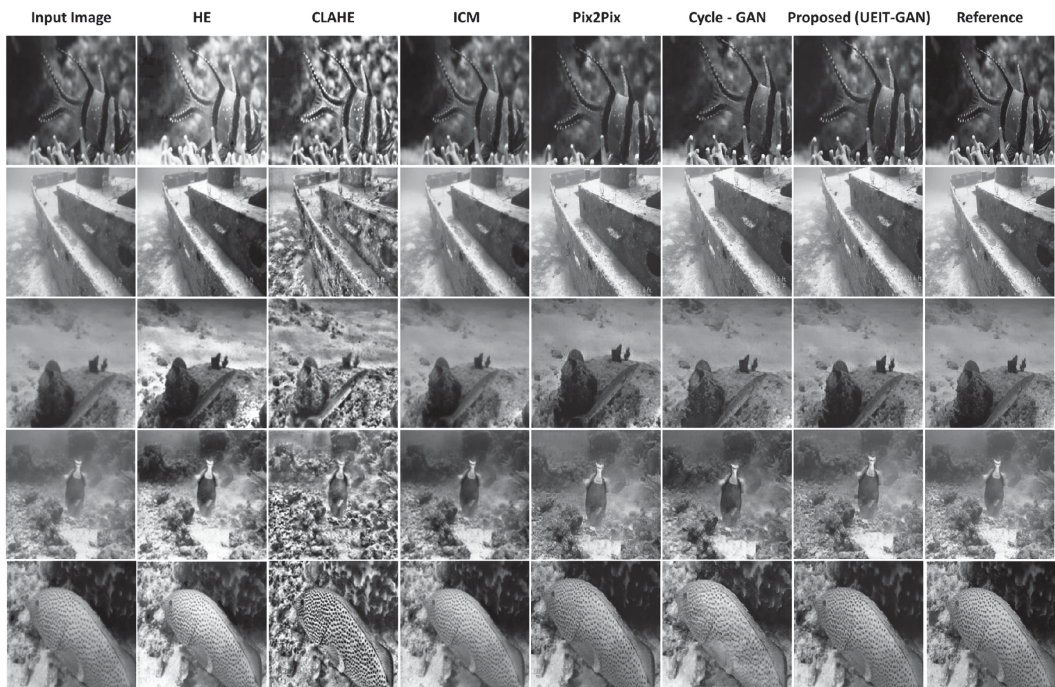 Input Image HE CLAHE ICM Pix2Pix Cycle - GAN Proposed (UEIT-GAN) Reference